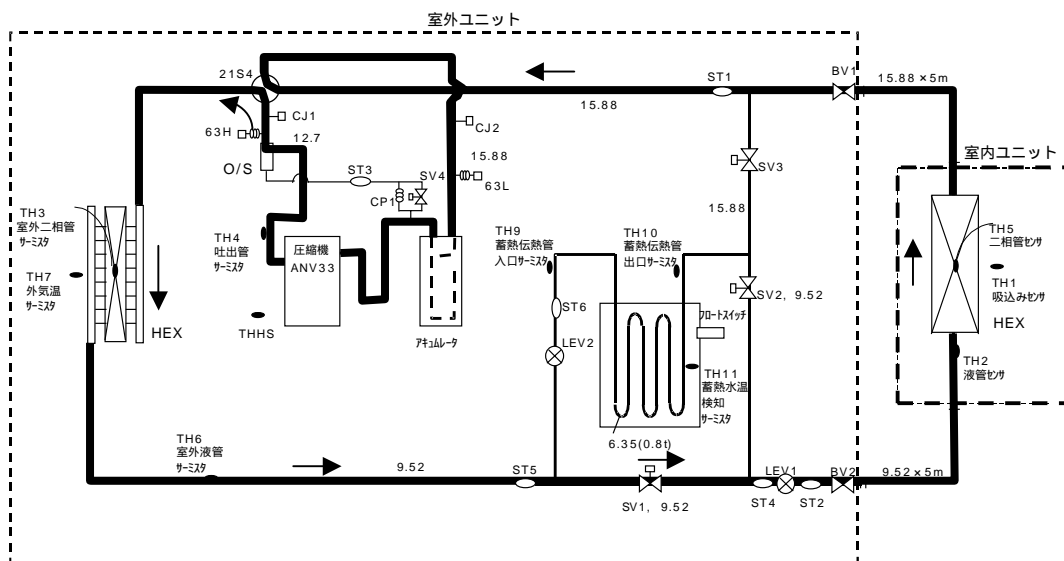 室外ユニット
21S4
ST1
BV1
15.88 ×5m
15.88
CJ1
CJ2
63H
12.7
15.88
O/S
ST3
SV4
63L
CP1
SV3
室内ユニット
15.88
TH3
室外二相管
サーミスタ
TH7
外気温
サーミスタ
HEX
TH4
吐出管
サーミスタ
圧縮機
ANV33
THHS
アキュムレータ
TH9
蓄熱伝熱管
入口サーミスタ
TH10
蓄熱伝熱管
出口サーミスタ
ST6
LEV2
SV2, 9.52
フロートスイッチ
TH11
蓄熱水温
検知
サーミスタ
6.35(0.8t)
TH5
二相管センサ
TH1
吸込みセンサ
HEX
TH2
液管センサ
TH6
室外液管
サーミスタ
9.52
ST5
SV1, 9.52
LEV1
ST4
ST2
BV2
9.52×5m